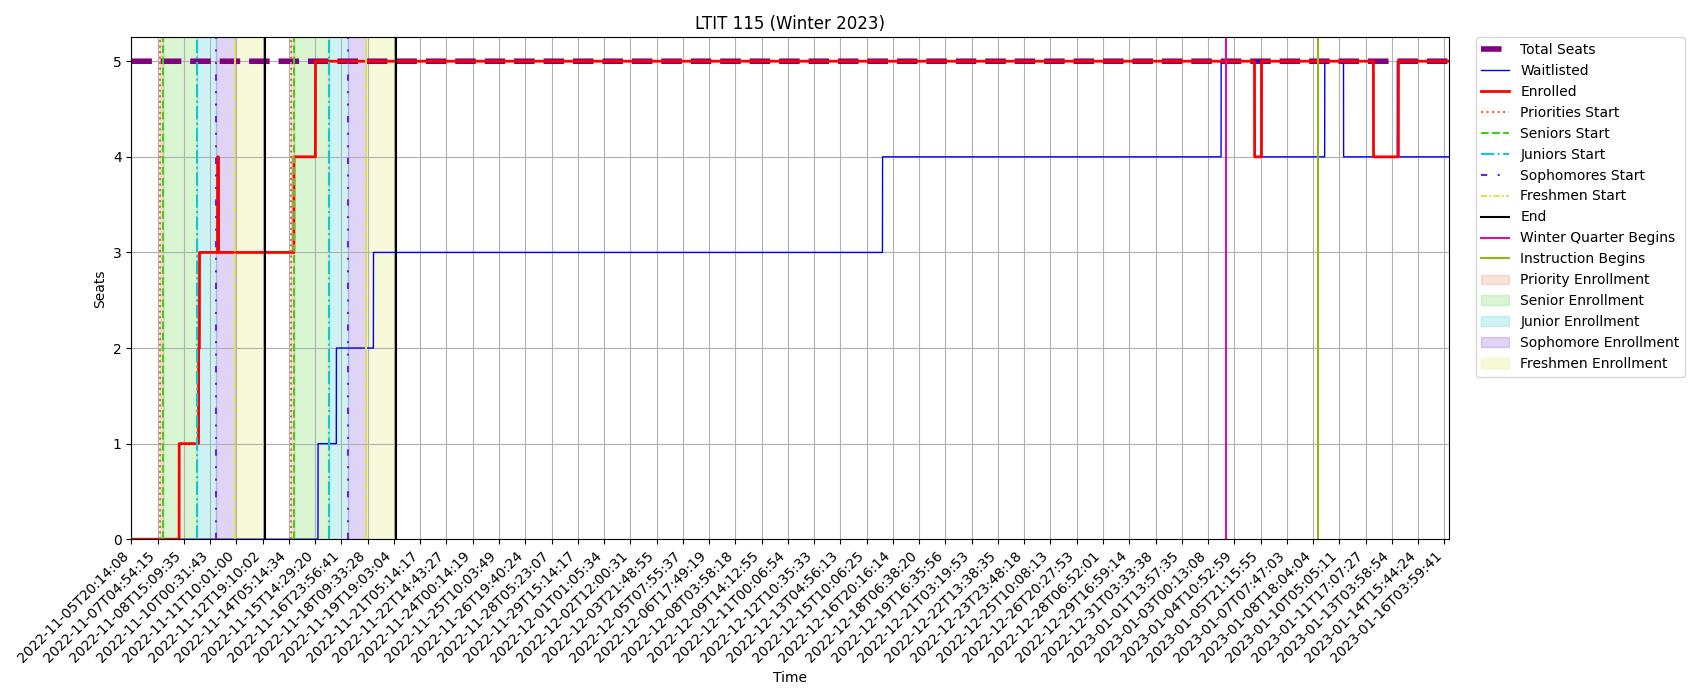 LTIT 115 (Winter 2023)
Seats
5
4
3
2
1
0
Total Seats
Waitlisted
Enrolled
Priorities Start
Seniors Start
Juniors Start
Sophomores Start
Freshmen Start
End
Winter Quarter Begins
Instruction Begins
Priority Enrollment
Senior Enrollment
Junior Enrollment
Sophomore Enrollment
Freshmen Enrollment
2022-11-05T20:14:08
2022-11-07T04:54:15
2022-11-08T15:09:35
2022-11-10T00:31:43
2022-11-11T10:01:00
2022-11-12T19:10:02
2022-11-14T05:14:34
2022-11-15T14:29:20
2022-11-16T23:56:41
2022-11-18T09:33:28
2022-11-19T19:03:04
2022-11-21T05:14:17
2022-11-22T14:43:27
2022-11-24T00:14:19
2022-11-25T10:03:49
2022-11-26T19:40:24
2022-11-28T05:23:07
2022-11-29T15:14:17
2022-12-01T01:05:34
2022-12-02T12:00:31
2022-12-03T21:48:55
2022-12-05T07:55:37
2022-12-06T17:49:19
2022-12-08T03:58:18
2022-12-09T14:12:55
2022-12-11T00:06:54
2022-12-12T10:35:33
2022-12-13T04:56:13
2022-12-15T10:06:25
2022-12-16T20:16:14
2022-12-18T06:38:20
2022-12-19T16:35:56
2022-12-21T03:19:53
2022-12-22T13:38:35
2022-12-23T23:48:18
2022-12-25T10:08:13
2022-12-26T20:27:53
2022-12-28T06:52:01
2022-12-29T16:59:14
2022-12-31T03:33:38
2023-01-01T13:57:35
2023-01-03T00:13:08
2023-01-04T10:52:59
2023-01-05T21:15:55
2023-01-07T07:47:03
2023-01-08T18:04:04
2023-01-10T05:05:11
2023-01-11T17:07:27
2023-01-13T03:58:54
2023-01-14T15:44:24
2023-01-16T03:59:41
Time